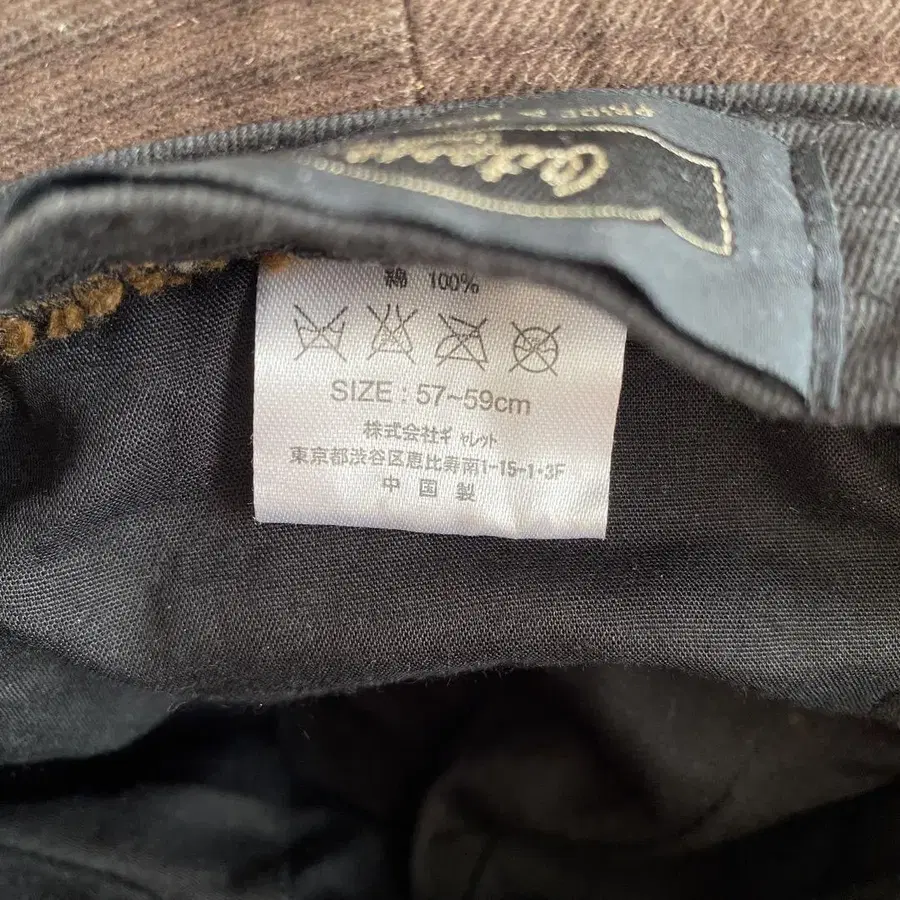 綿 100%
SIZE : 57~59cm
株式会社ギャレット
東京都渋谷区恵比寿南1-15-1・3F
中国製